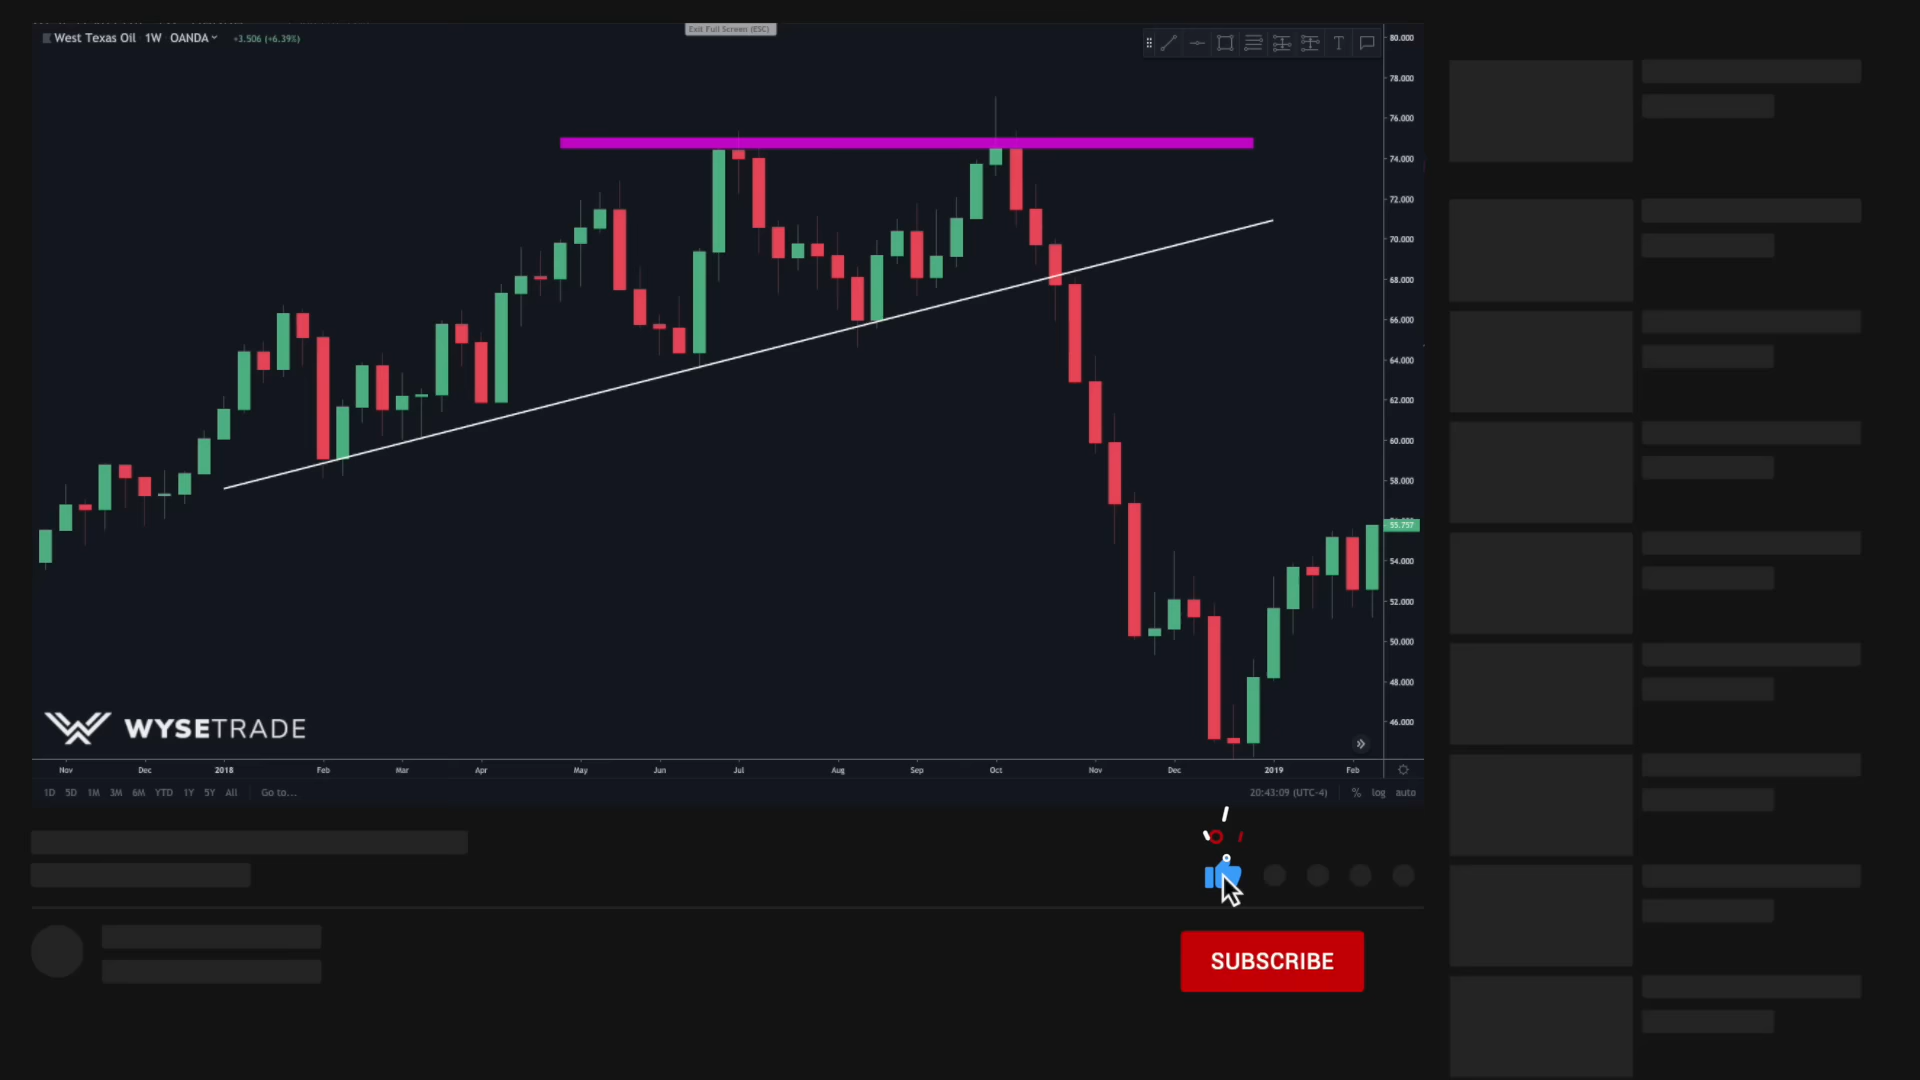 West Texas Oil 1W OANDA +3.506 (+6.39%)
Exit Full Screen (ESC)
T
80.000
78.000
76.000
74.000
72.000
70.000
68.000
66.000
64.000
62.000
60.000
58.000
55.757
54.000
52.000
50.000
48.000
46.000
WYSETRADE
Nov Dec 2018 Feb Mar Apr May Jun Jul Aug Sep Oct Nov Dec 2019 Feb
1D 5D 1M 3M 6M YTD 1Y 5Y All Go to... 20:43:09 (UTC-4) % log auto
SUBSCRIBE